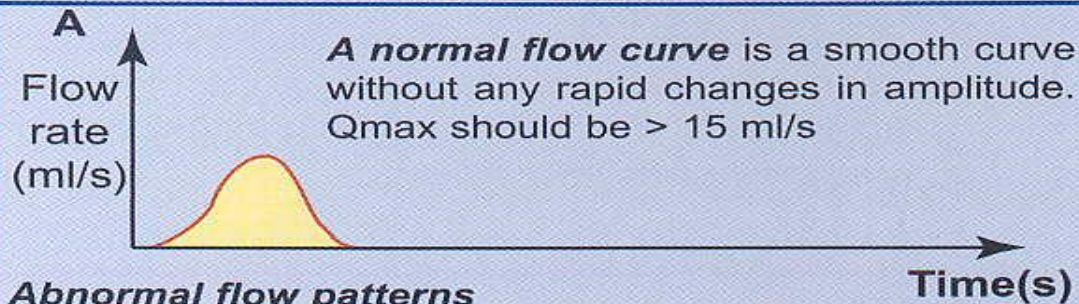 A
A normal flow curve is a smooth curve
without any rapid changes in amplitude.
Qmax should be > 15 ml/s
Flow
rate
(ml/s)
Time(s)
Abnormal flow patterns